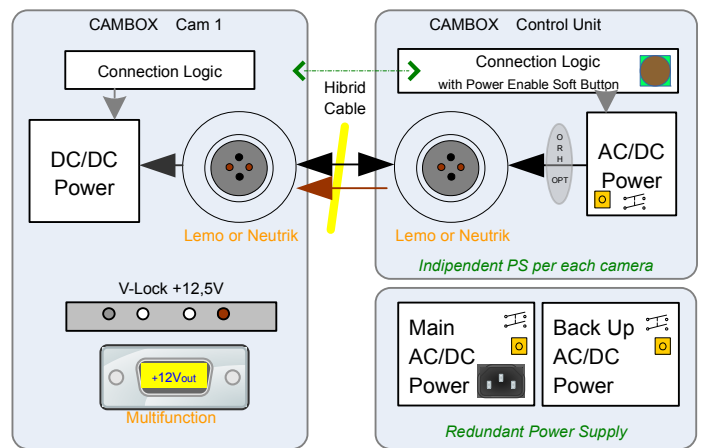 CAMBOX Cam 1
Connection Logic
DC/DC
Power
Lemo or Neutrik
V-Lock +12,5V
+12Vout
Multifunction
Hibrid
Cable
CAMBOX Control Unit
Connection Logic
with Power Enable Soft Button
O
R
H
OPT
AC/DC
Power
Lemo or Neutrik
Indipendent PS per each camera
Main
AC/DC
Power
Back Up
AC/DC
Power
Redundant Power Supply